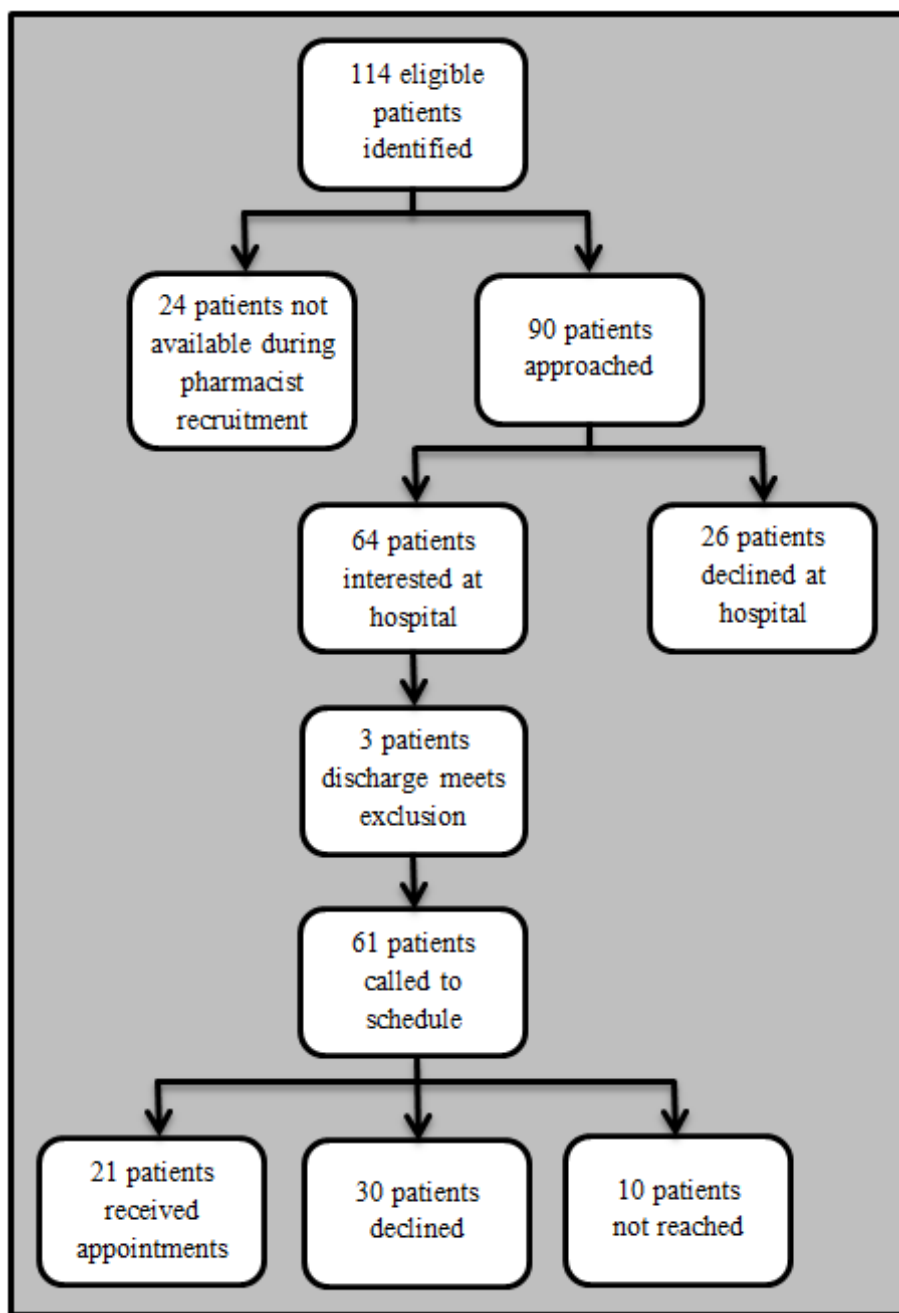 114 eligible
patients
identified
24 patients not
available during
pharmacist
recruitment
90 patients
approached
64 patients
interested at
hospital
26 patients
declined at
hospital
3 patients
discharge meets
exclusion
61 patients
called to
schedule
21 patients
received
appointments
30 patients
declined
10 patients
not reached